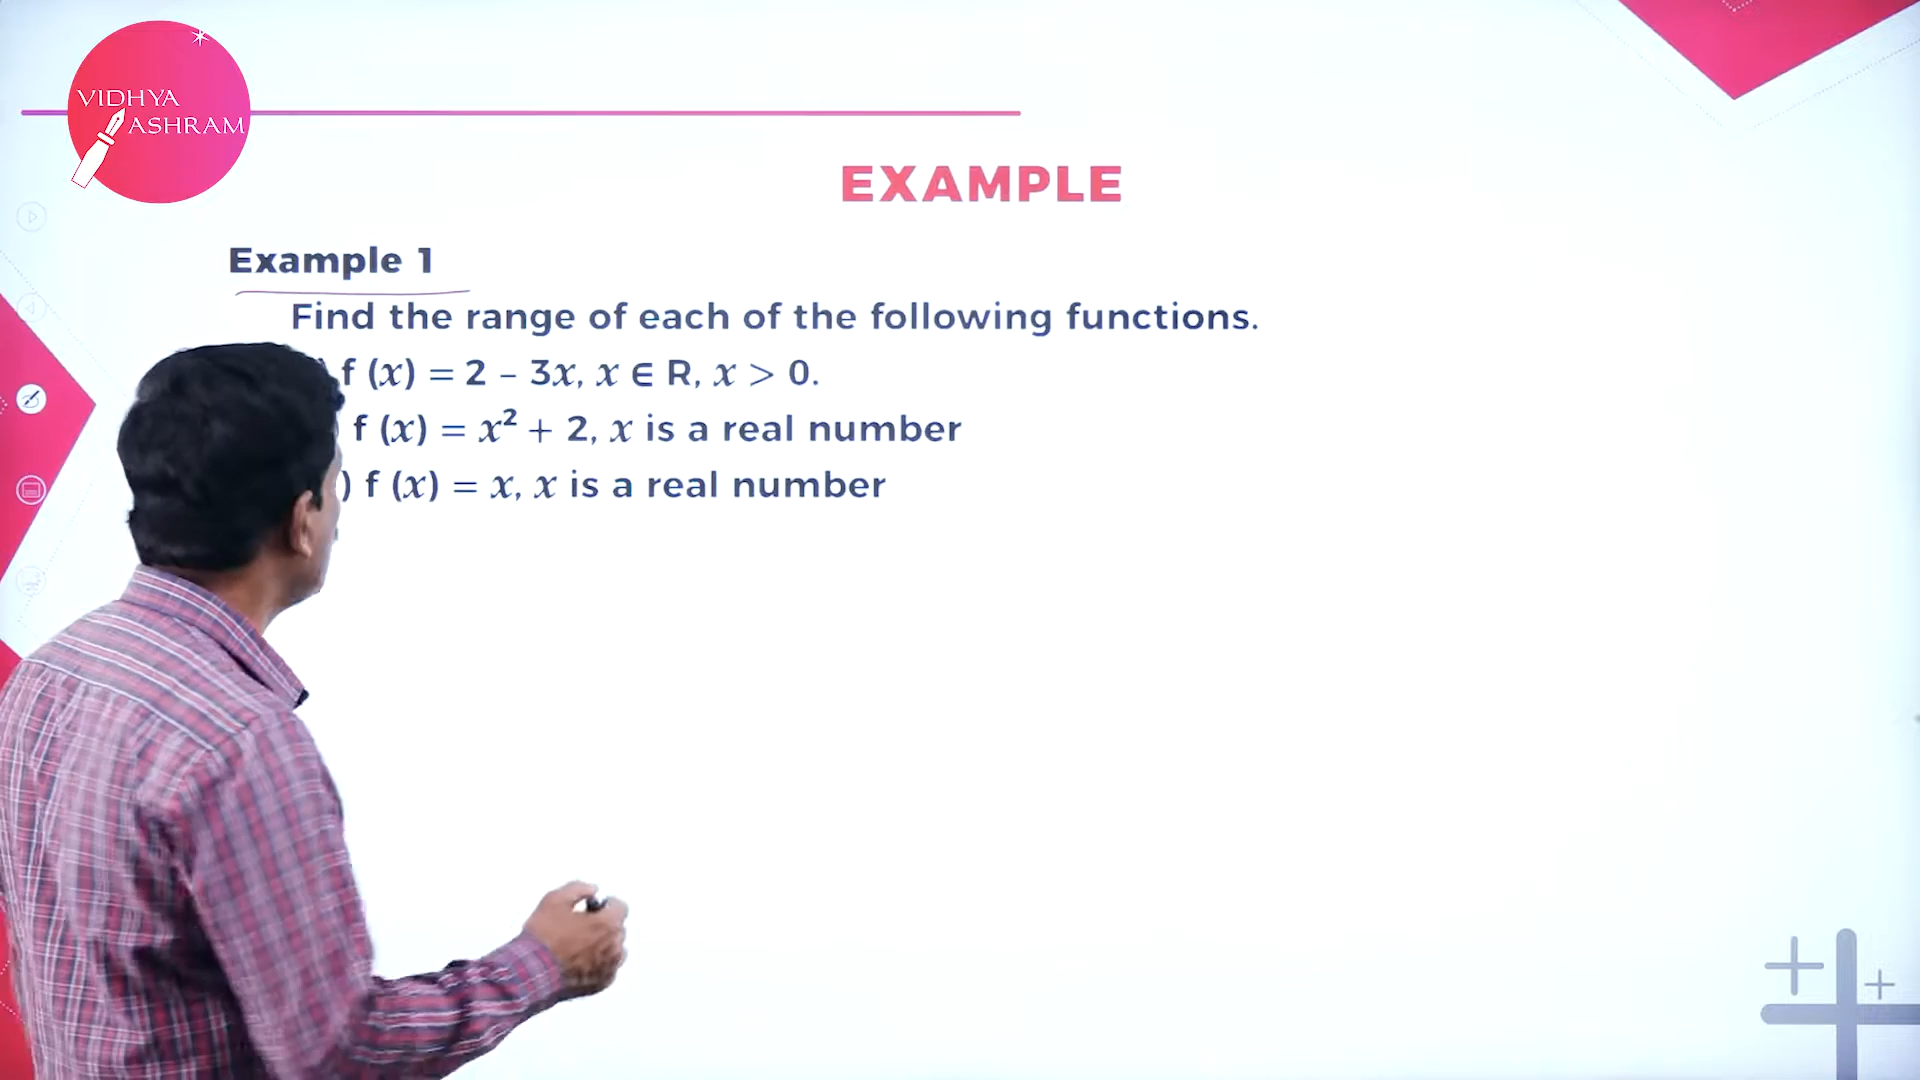 VIDHYA
ASHRAM
EXAMPLE
Example 1
Find the range of each of the following functions.
) f (x) = 2 – 3x, x ∈ R, x > 0.
) f (x) = x² + 2, x is a real number
) f (x) = x, x is a real number